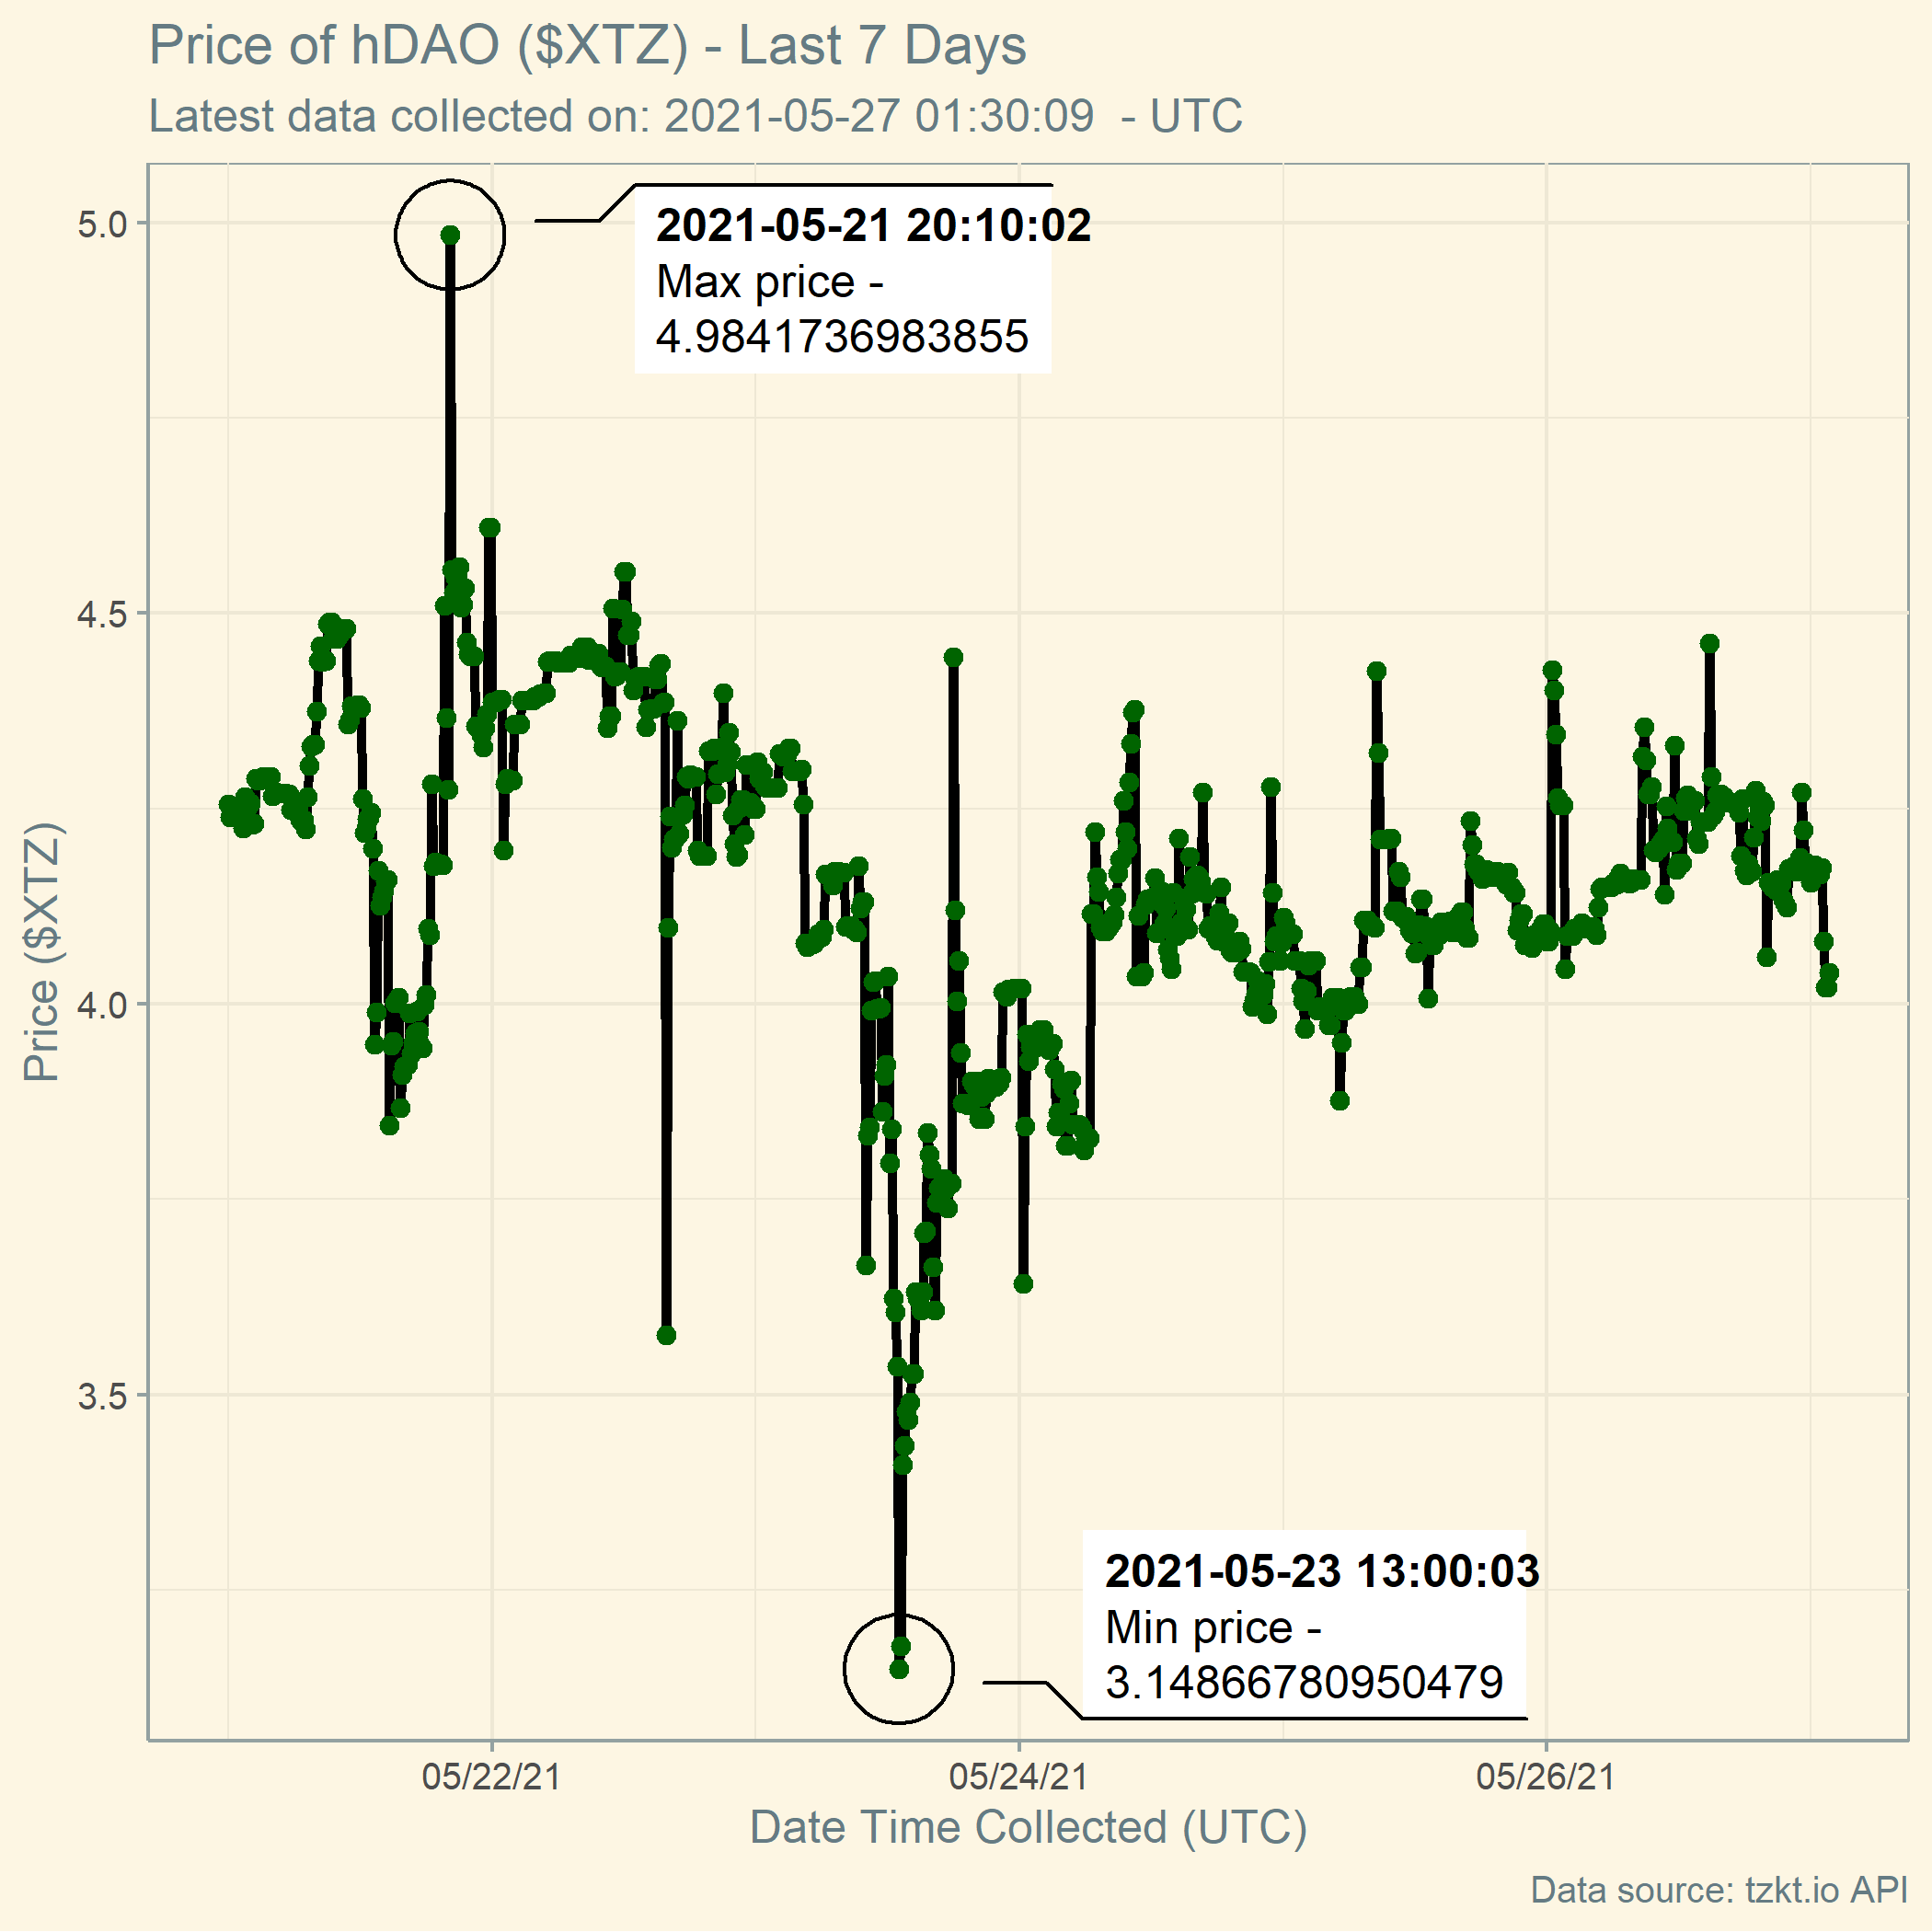 Price of hDAO ($XTZ) - Last 7 Days
Latest data collected on: 2021-05-27 01:30:09  - UTC
2021-05-21 20:10:02
Max price -
4.9841736983855
5.0
4.5
4.0
3.5
Price ($XTZ)
2021-05-23 13:00:03
Min price -
3.14866780950479
05/22/21
05/24/21
05/26/21
Date Time Collected (UTC)
Data source: tzkt.io API